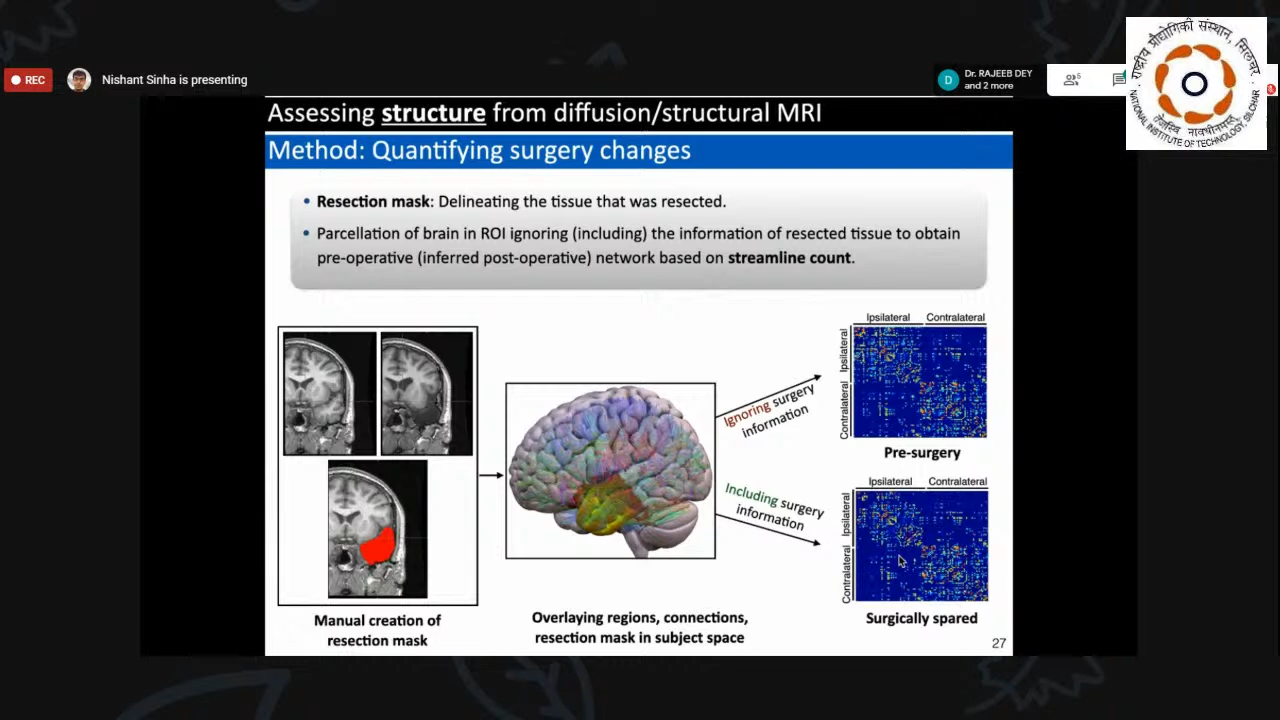 REC
Nishant Sinha is presenting
D
Dr. RAJEEB DEY
and 2 more
6
राष्ट्रीय प्रौद्योगिकी संस्थान, सिलचर
NATIONAL INSTITUTE OF TECHNOLOGY, SILCHAR
Assessing structure from diffusion/structural MRI
Method: Quantifying surgery changes
• Resection mask: Delineating the tissue that was resected.
• Parcellation of brain in ROI ignoring (including) the information of resected tissue to obtain
pre-operative (inferred post-operative) network based on streamline count.
Ignoring surgery
information
Including surgery
information
Ipsilateral Contralateral
Ipsilateral
Contralateral
Pre-surgery
Ipsilateral Contralateral
Ipsilateral
Contralateral
Surgically spared
Manual creation of
resection mask
Overlaying regions, connections,
resection mask in subject space
27